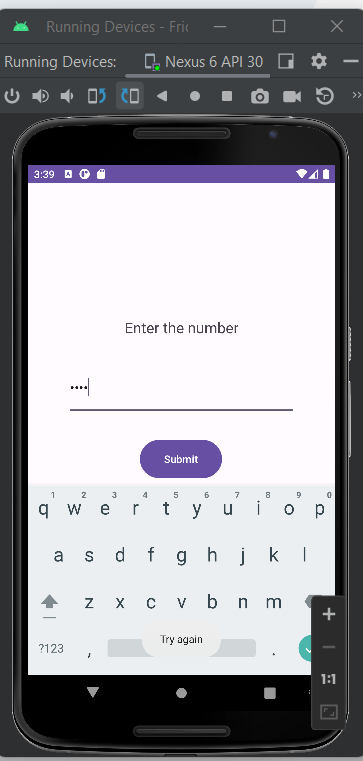 Running Devices - Fric
Running Devices: Nexus 6 API 30
>>
3:39
Enter the number
••••
Submit
1 2 3 4 5 6 7 8 9 0
q w e r t y u i o p
a s d f g h j k l
z x c v b n m
?123 , .
Try again
1:1